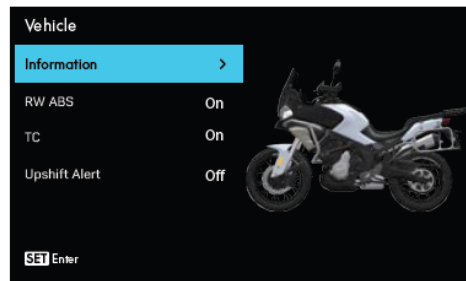 Vehicle
Information >
RW ABS On
TC On
Upshift Alert Off
SET Enter